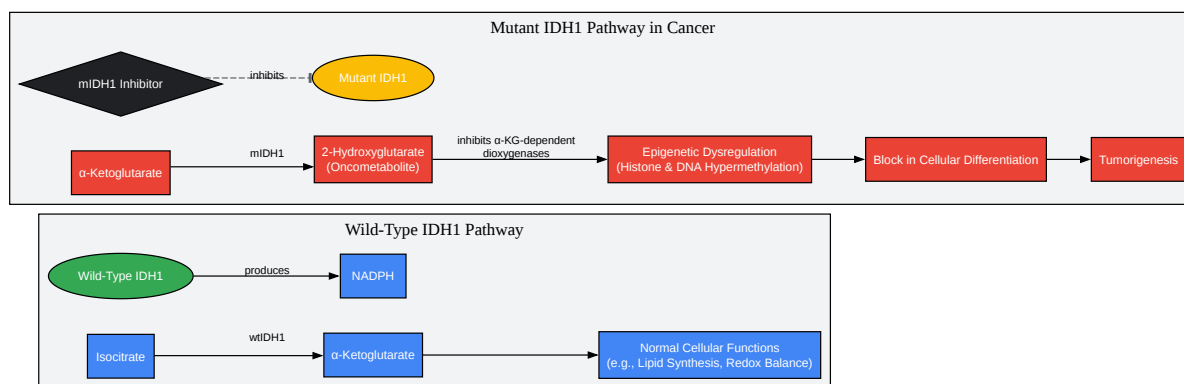 Mutant IDH1 Pathway in Cancer
mIDH1 Inhibitor
inhibits
Mutant IDH1
α-Ketoglutarate
mIDH1
2-Hydroxyglutarate
(Oncometabolite)
inhibits α-KG-dependent
dioxygenases
Epigenetic Dysregulation
(Histone & DNA Hypermethylation)
Block in Cellular Differentiation
Tumorigenesis
Wild-Type IDH1 Pathway
Wild-Type IDH1
produces
NADPH
Isocitrate
wtIDH1
α-Ketoglutarate
Normal Cellular Functions
(e.g., Lipid Synthesis, Redox Balance)